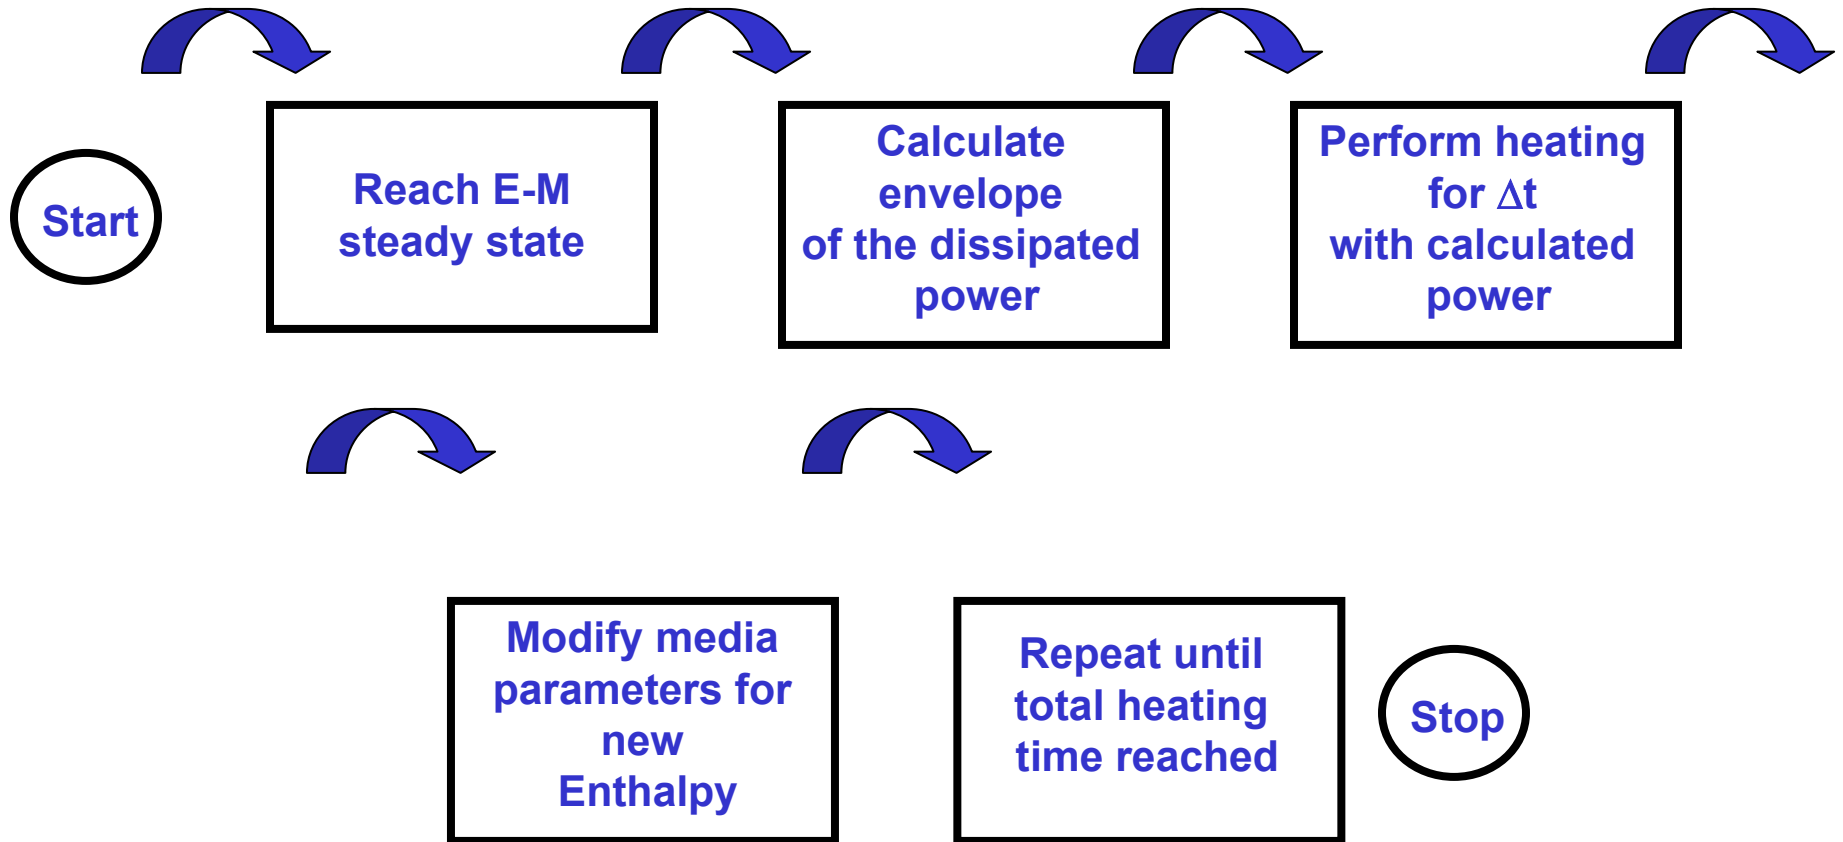 Start
Reach E-M
steady state
Calculate
envelope
of the dissipated
power
Perform heating
for Δt
with calculated
power
Modify media
parameters for
new
Enthalpy
Repeat until
total heating
time reached
Stop